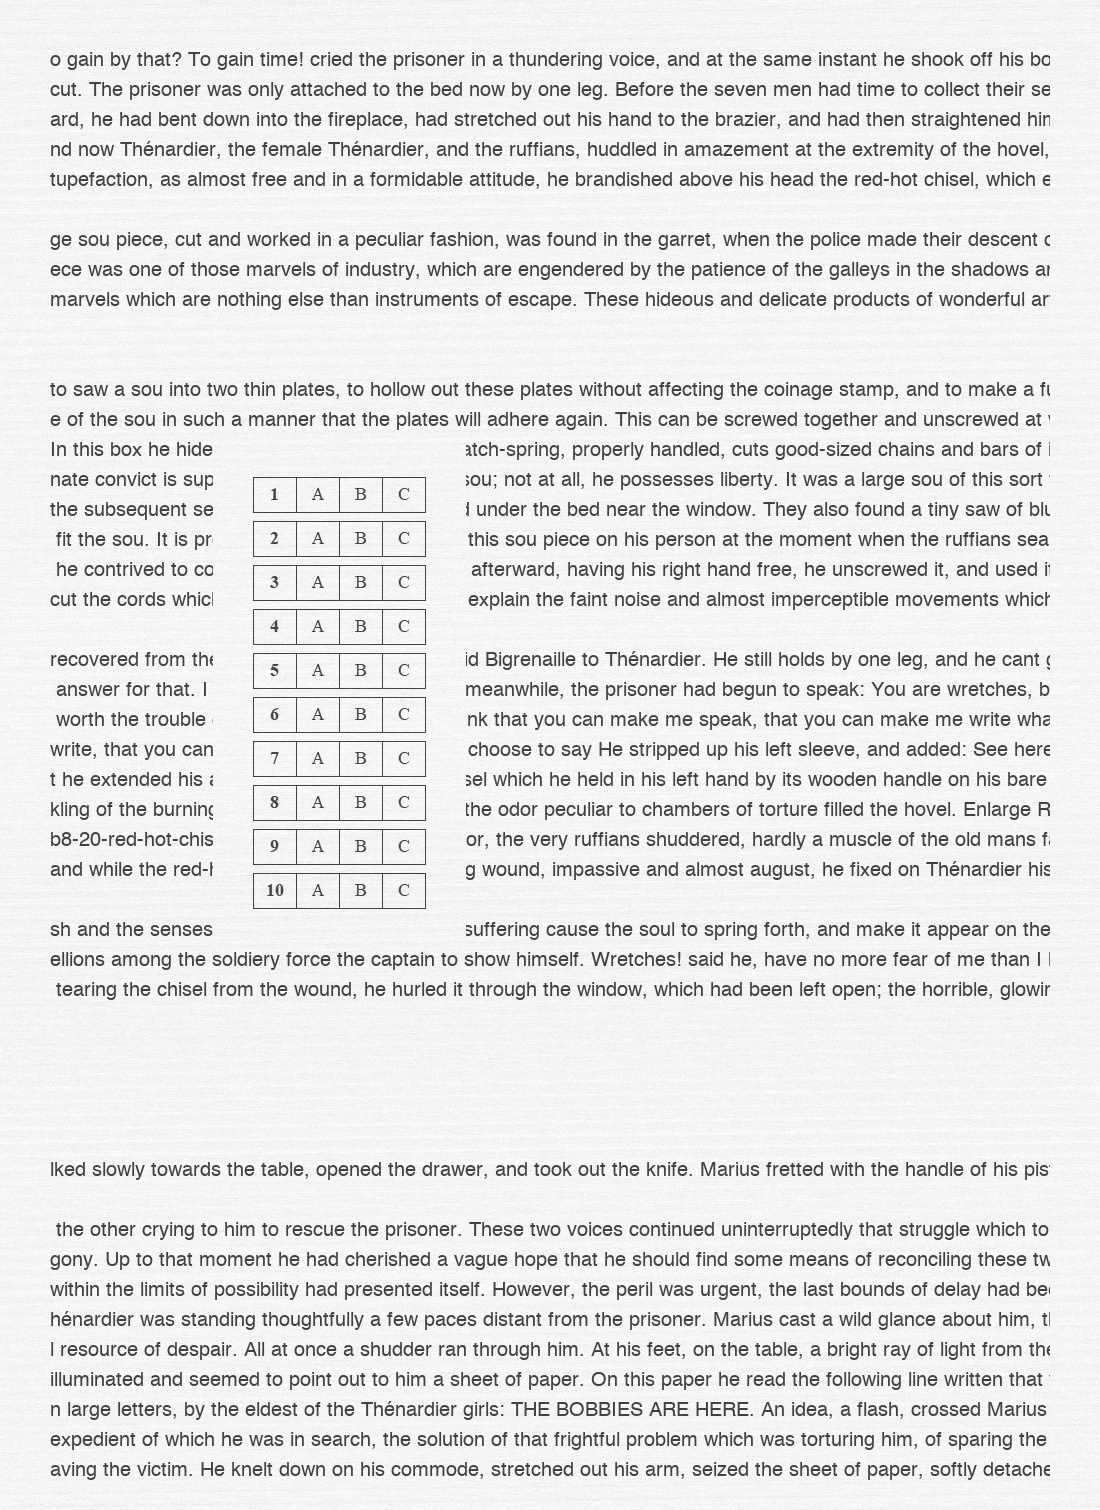 o gain by that? To gain time! cried the prisoner in a thundering voice, and at the same instant he shook off his
cut. The prisoner was only attached to the bed now by one leg. Before the seven men had time to collect their
ard, he had bent down into the fireplace, had stretched out his hand to the brazier, and had then straightened
nd now Thénardier, the female Thénardier, and the ruffians, huddled in amazement at the extremity of the hovel,
tupefaction, as almost free and in a formidable attitude, he brandished above his head the red-hot chisel, which
ge sou piece, cut and worked in a peculiar fashion, was found in the garret, when the police made their descent
ece was one of those marvels of industry, which are engendered by the patience of the galleys in the shadows
marvels which are nothing else than instruments of escape. These hideous and delicate products of wonderful
to saw a sou into two thin plates, to hollow out these plates without affecting the coinage stamp, and to make a
e of the sou in such a manner that the plates will adhere again. This can be screwed together and unscrewed at
In this box he hide atch-spring, properly handled, cuts good-sized chains and bars of
nate convict is sup sou; not at all, he possesses liberty. It was a large sou of this sort
the subsequent se under the bed near the window. They also found a tiny saw of
fit the sou. It is this sou piece on his person at the moment when the ruffians sea
he contrived to co afterward, having his right hand free, he unscrewed it, and used
cut the cords explain the faint noise and almost imperceptible movements which
recovered from the id Bigrenaille to Thénardier. He still holds by one leg, and he cant
answer for that. I meanwhile, the prisoner had begun to speak: You are wretches, b
worth the trouble nk that you can make me speak, that you can make me write wha
write, that you can choose to say He stripped up his left sleeve, and added: See here
t he extended his sel which he held in his left hand by its wooden handle on his bare
kling of the burning the odor peculiar to chambers of torture filled the hovel. Enlarge R
b8-20-red-hot-chis or, the very ruffians shuddered, hardly a muscle of the old mans
and while the g wound, impassive and almost august, he fixed on Thénardier his
sh and the senses suffering cause the soul to spring forth, and make it appear on the
ellions among the soldiery force the captain to show himself. Wretches! said he, have no more fear of me than I
tearing the chisel from the wound, he hurled it through the window, which had been left open; the horrible,
1 A B C
2 A B C
3 A B C
4 A B C
5 A B C
6 A B C
7 A B C
8 A B C
9 A B C
10 A B C
lked slowly towards the table, opened the drawer, and took out the knife. Marius fretted with the handle of his
the other crying to him to rescue the prisoner. These two voices continued uninterruptedly that struggle which to
gony. Up to that moment he had cherished a vague hope that he should find some means of reconciling these
within the limits of possibility had presented itself. However, the peril was urgent, the last bounds of delay had
hénardier was standing thoughtfully a few paces distant from the prisoner. Marius cast a wild glance about him,
l resource of despair. All at once a shudder ran through him. At his feet, on the table, a bright ray of light from the
illuminated and seemed to point out to him a sheet of paper. On this paper he read the following line written that
n large letters, by the eldest of the Thénardier girls: THE BOBBIES ARE HERE. An idea, a flash, crossed Marius
expedient of which he was in search, the solution of that frightful problem which was torturing him, of sparing the
aving the victim. He knelt down on his commode, stretched out his arm, seized the sheet of paper, softly detache